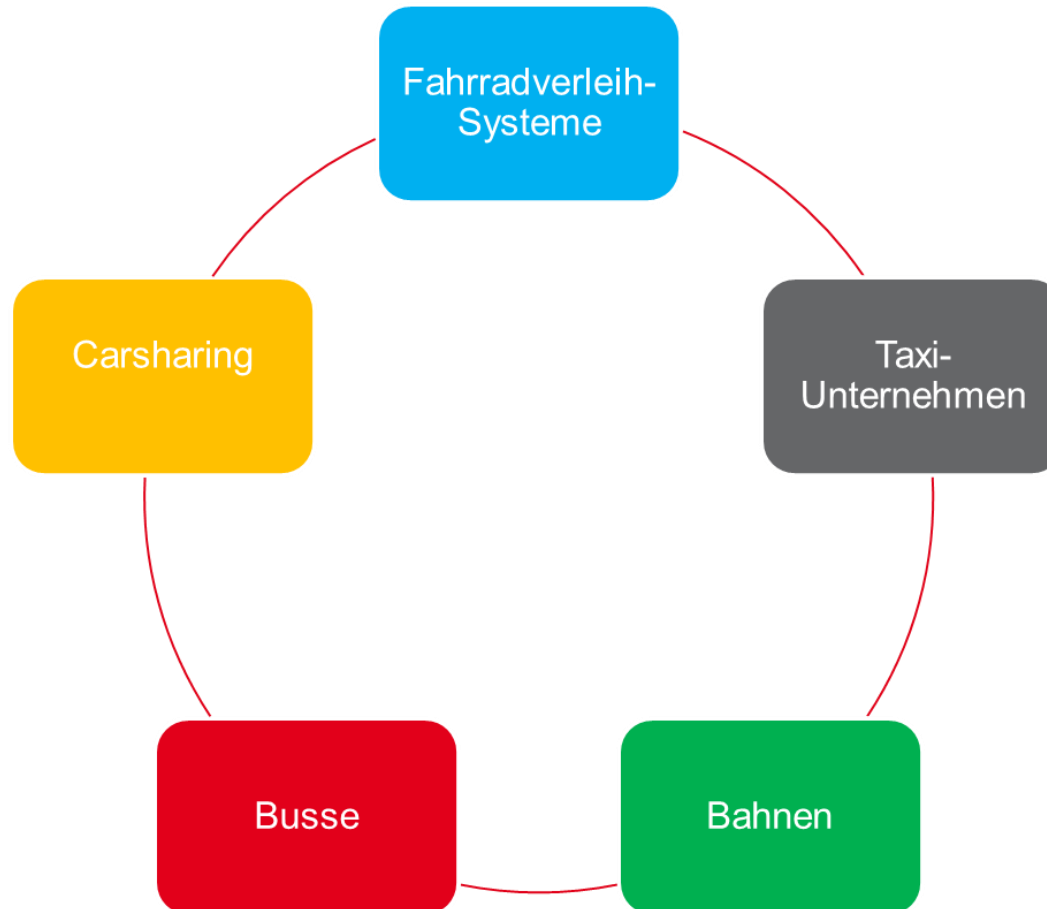 Fahrradverleih-
Systeme
Carsharing
Taxi-
Unternehmen
Busse
Bahnen